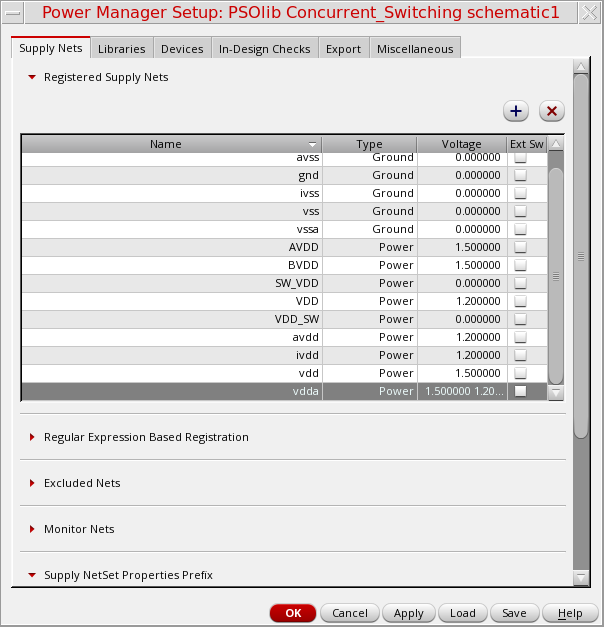 Power Manager Setup: PSOlib Concurrent_Switching schematic1
Supply Nets Libraries Devices In-Design Checks Export Miscellaneous
Registered Supply Nets
Name Type Voltage Ext Sw
avss Ground 0.000000
gnd Ground 0.000000
ivss Ground 0.000000
vss Ground 0.000000
vssa Ground 0.000000
AVDD Power 1.500000
BVDD Power 1.500000
SW_VDD Power 0.000000
VDD Power 1.200000
VDD_SW Power 0.000000
avdd Power 1.200000
ivdd Power 1.200000
vdd Power 1.500000
vdda Power 1.500000 1.20...
Regular Expression Based Registration
Excluded Nets
Monitor Nets
Supply NetSet Properties Prefix
OK Cancel Apply Load Save Help